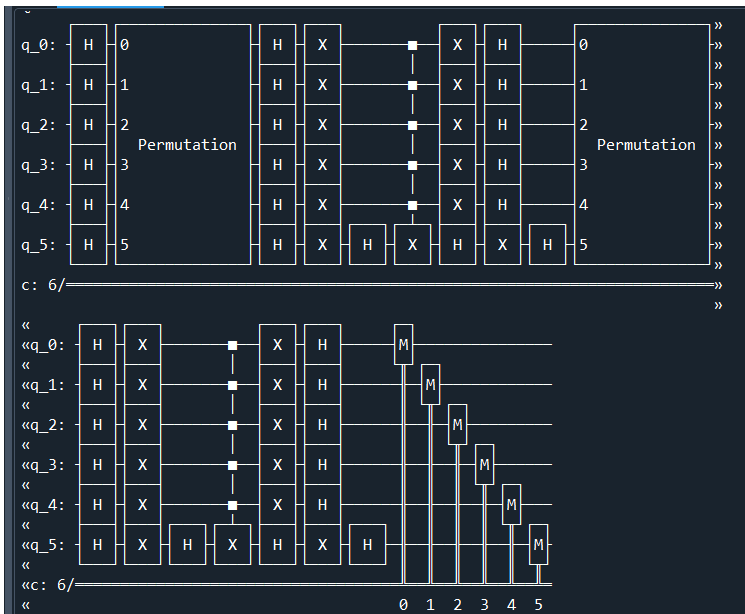 »
q_0: H 0 H X ■ X H 0 »
»
q_1: H 1 H X ■ X H 1 »
»
q_2: H 2 H X ■ X H 2 »
Permutation Permutation »
q_3: H 3 H X ■ X H 3 »
»
q_4: H 4 H X ■ X H 4 »
»
q_5: H 5 H X H X H X H 5 »
»
c: 6/ »
»
«
«q_0: H X ■ X H M
«
«q_1: H X ■ X H M
«
«q_2: H X ■ X H M
«
«q_3: H X ■ X H M
«
«q_4: H X ■ X H M
«
«q_5: H X H X H X H M
«
«c: 6/
« 0 1 2 3 4 5